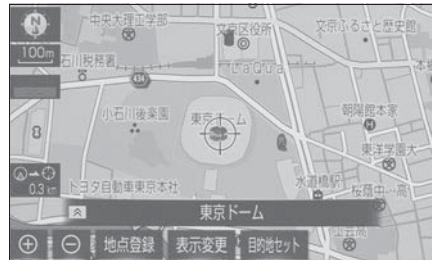 中央大理工学部
文京区役所
文京ふるさと歴史館
N
100m
石川税務署
LaQua
434
小石川後楽園
東京ドーム
朝陽館本家
H
東洋学園大
水道橋駅
0.3km
トヨタ自動車東京本社
桜蔭中・高
東京ドーム
地点登録
表示変更
目的地セット